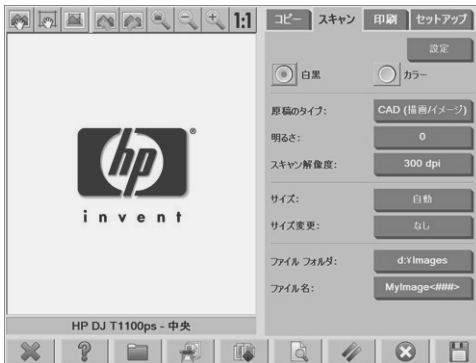 1:1
コピー スキャン 印刷 セットアップ
設定
白黒 カラー
原稿のタイプ: CAD (描画/イメージ)
明るさ: 0
スキャン解像度: 300 dpi
サイズ: 自動
サイズ変更: なし
ファイル フォルダ: d:¥Images
ファイル名: MyImage<###>
hp
®
invent
HP DJ T1100ps - 中央